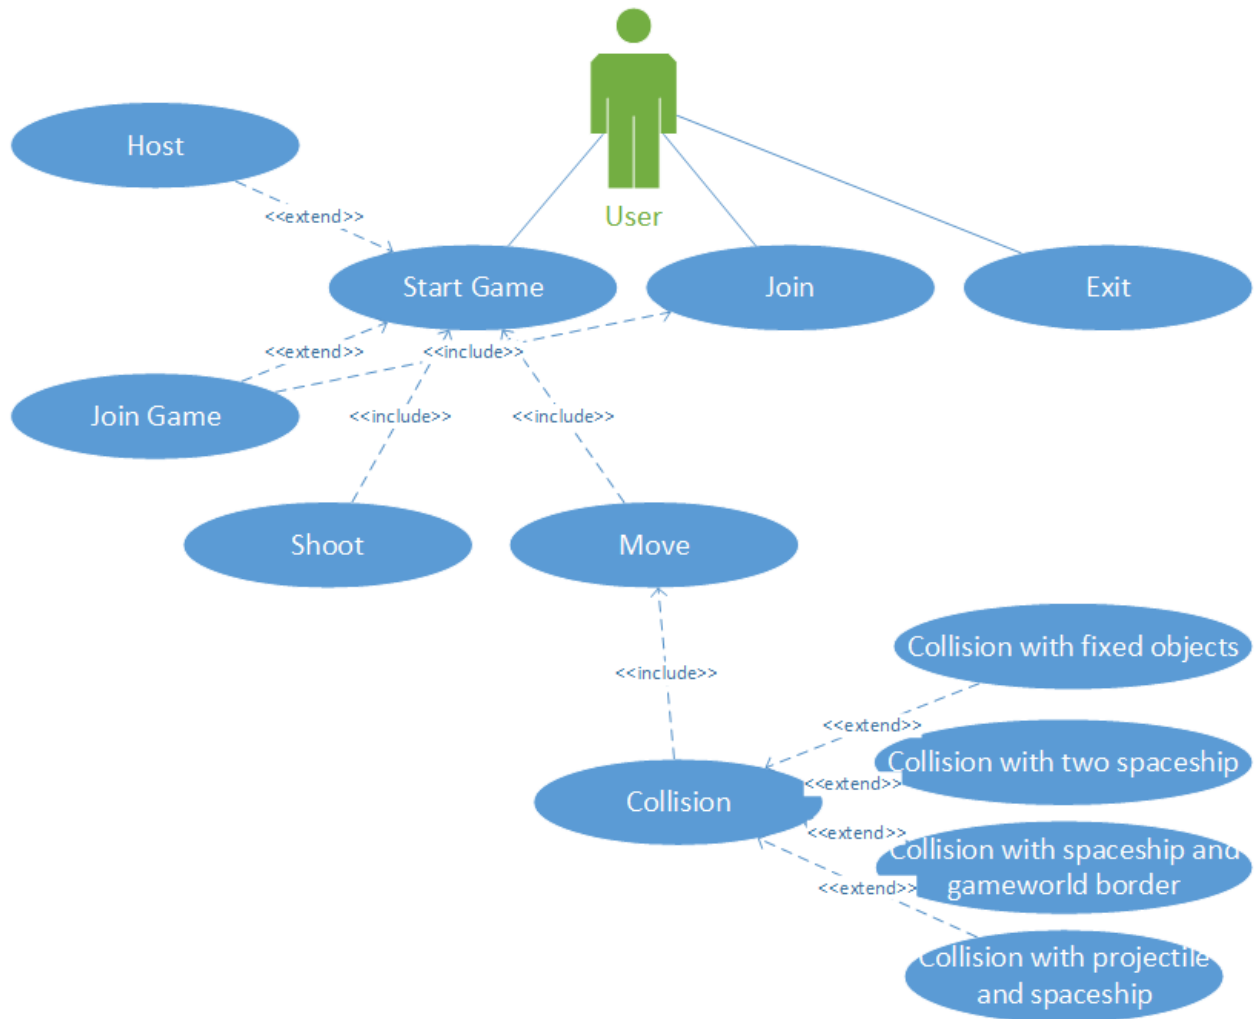 User
Host
<<extend>>
Start Game
Join
Exit
<<extend>>
<<include>>
Join Game
<<include>>
<<include>>
Shoot
Move
<<include>>
Collision with fixed objects
<<extend>>
Collision with two spaceship
<<extend>>
Collision
<<extend>>
Collision with spaceship and
gameworld border
<<extend>>
Collision with projectile
and spaceship